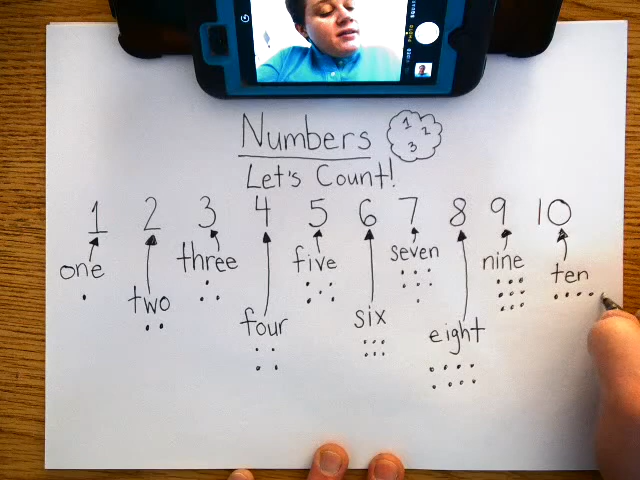 Numbers 1 2 3
Let's Count!
1 2 3 4 5 6 7 8 9 10
one three five seven nine ten
two four six eight